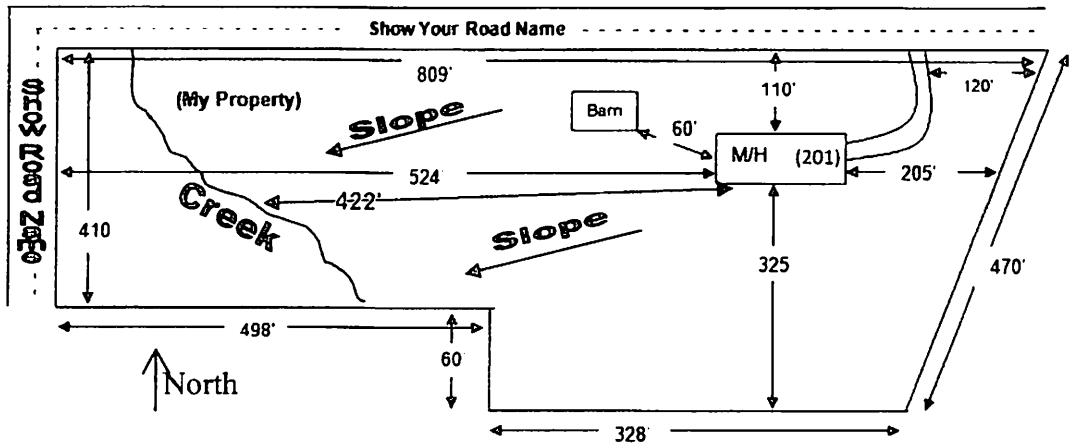 Show Your Road Name
809'
120'
110'
(My Property)
Slope
Barn
60'
M/H (201)
Show Road Name
524
205'
422'
Creek
410
Slope
325
470'
498'
60'
North
328'